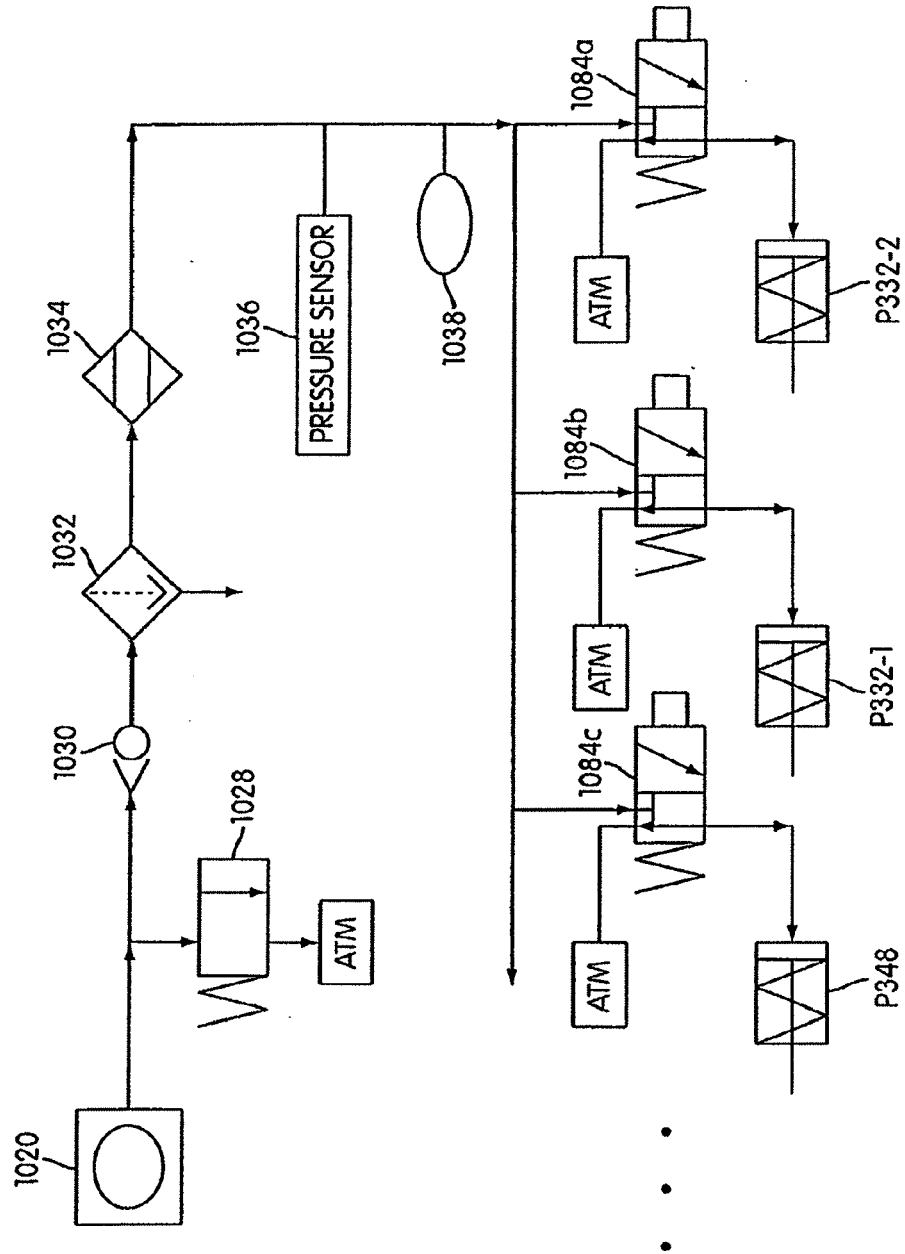 1020
1028
ATM
1030
1032
1034
1036
PRESSURE SENSOR
1038
1084c
1084b
1084a
ATM
ATM
ATM
P348
P332-1
P332-2